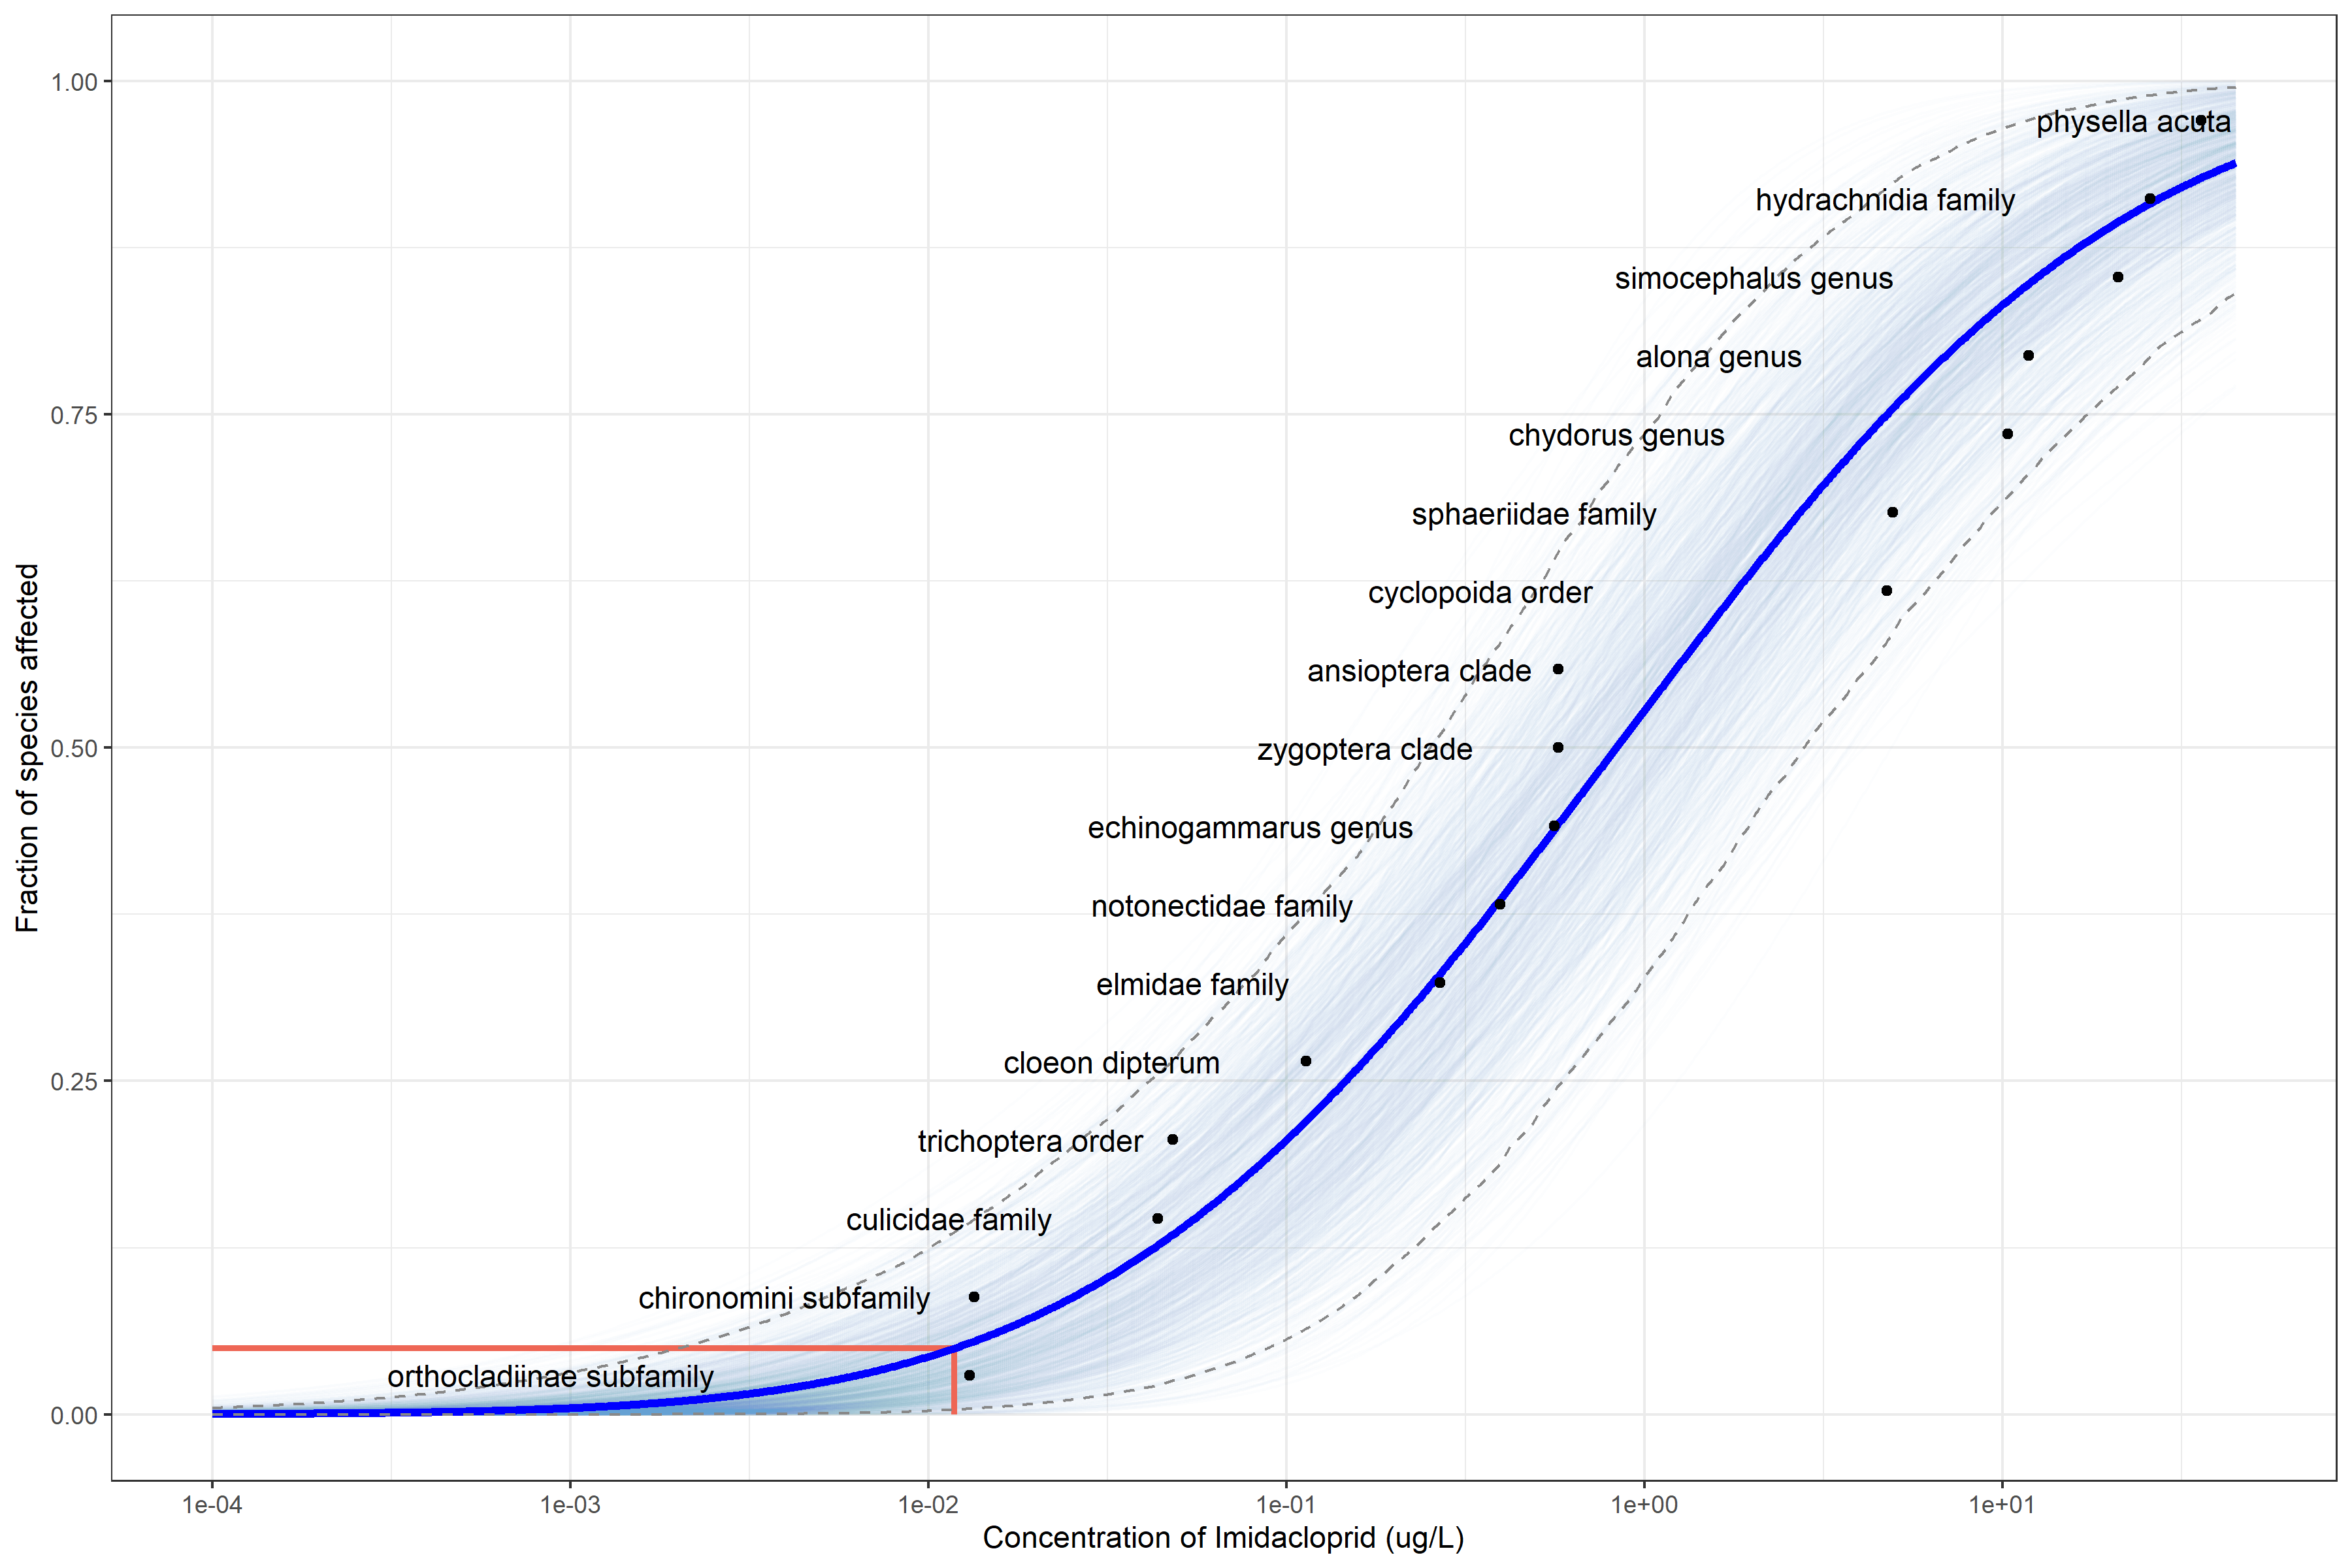 1.00
physella acuta
hydrachnidia family
simocephalus genus
alona genus
0.75
chydorus genus
sphaeriidae family
cyclopoida order
ansioptera clade
0.50
zygoptera clade
echinogammarus genus
notonectidae family
elmidae family
0.25
cloeon dipterum
trichoptera order
culicidae family
chironomini subfamily
orthocladiinae subfamily
0.00
Fraction of species affected
1e-04 1e-03 1e-02 1e-01 1e+00 1e+01
Concentration of Imidacloprid (ug/L)